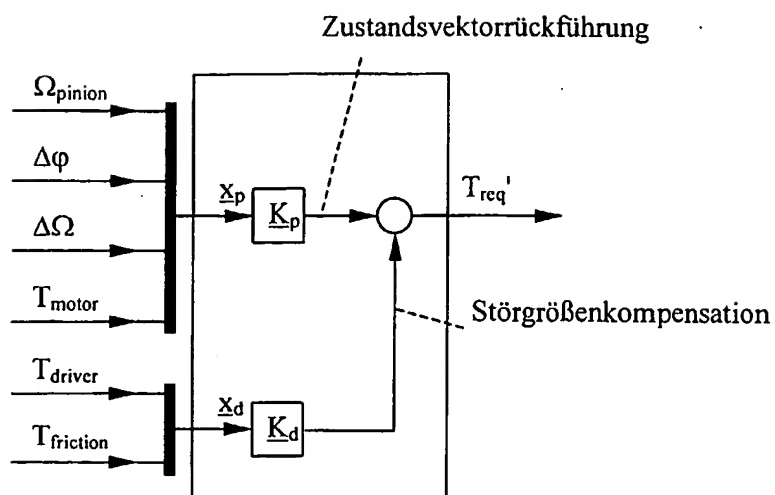 Zustandsvektorrückführung
Ωpinion
Δφ
ΔΩ
Tmotor
xp
Kp
Treq'
Störgrößenkompensation
Tdriver
Tfriction
xd
Kd